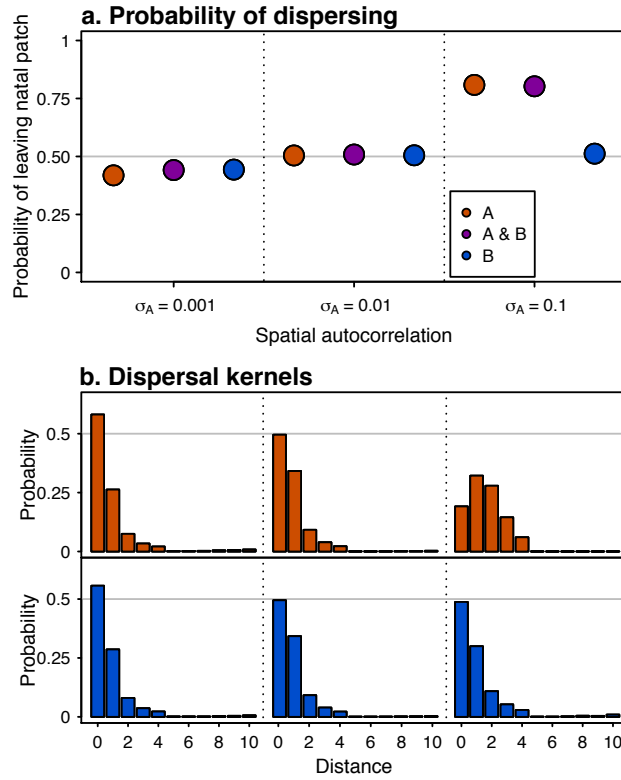 a. Probability of dispersing
Probability of leaving natal patch
1
0.75
0.50
0.25
0
A
A & B
B
σA = 0.001
σA = 0.01
σA = 0.1
Spatial autocorrelation
b. Dispersal kernels
Probability
0.5
0.25
0
Probability
0.5
0.25
0
0 2 4 6 8 10 0 2 4 6 8 10 0 2 4 6 8 10
Distance